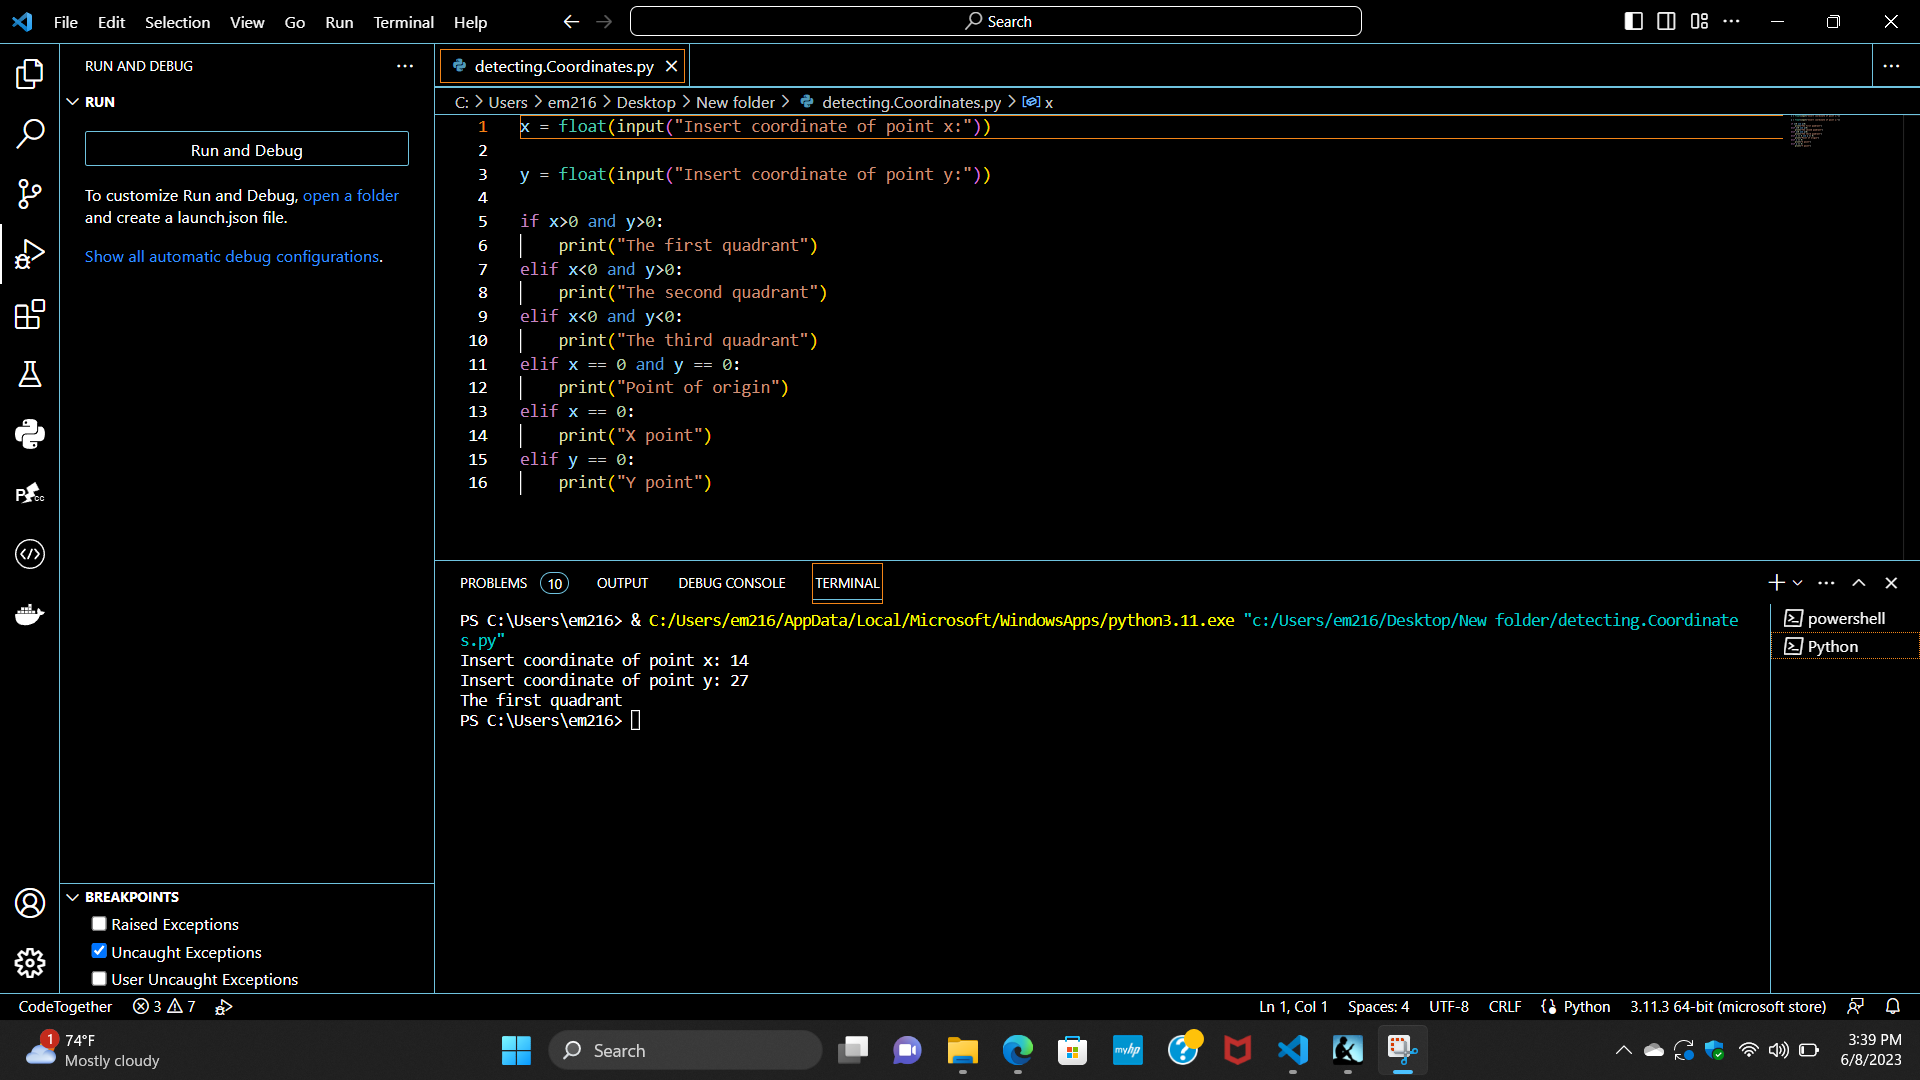 File Edit Selection View Go Run Terminal Help
Search
RUN AND DEBUG
RUN
Run and Debug
To customize Run and Debug, open a folder
and create a launch.json file.
Show all automatic debug configurations.
BREAKPOINTS
Raised Exceptions
Uncaught Exceptions
User Uncaught Exceptions
detecting.Coordinates.py
C: > Users > em216 > Desktop > New folder > detecting.Coordinates.py > x
1 x = float(input("Insert coordinate of point x:"))
2
3 y = float(input("Insert coordinate of point y:"))
4
5 if x>0 and y>0:
6     print("The first quadrant")
7 elif x<0 and y>0:
8     print("The second quadrant")
9 elif x<0 and y<0:
10     print("The third quadrant")
11 elif x == 0 and y == 0:
12     print("Point of origin")
13 elif x == 0:
14     print("X point")
15 elif y == 0:
16     print("Y point")
PROBLEMS 10 OUTPUT DEBUG CONSOLE TERMINAL
PS C:\Users\em216> & C:/Users/em216/AppData/Local/Microsoft/WindowsApps/python3.11.exe "c:/Users/em216/Desktop/New folder/detecting.Coordinate
s.py"
Insert coordinate of point x: 14
Insert coordinate of point y: 27
The first quadrant
PS C:\Users\em216>
powershell
Python
CodeTogether 3 7 Ln 1, Col 1 Spaces: 4 UTF-8 CRLF Python 3.11.3 64-bit (microsoft store)
1
74°F
Mostly cloudy
Search
myhp
3:39 PM
6/8/2023